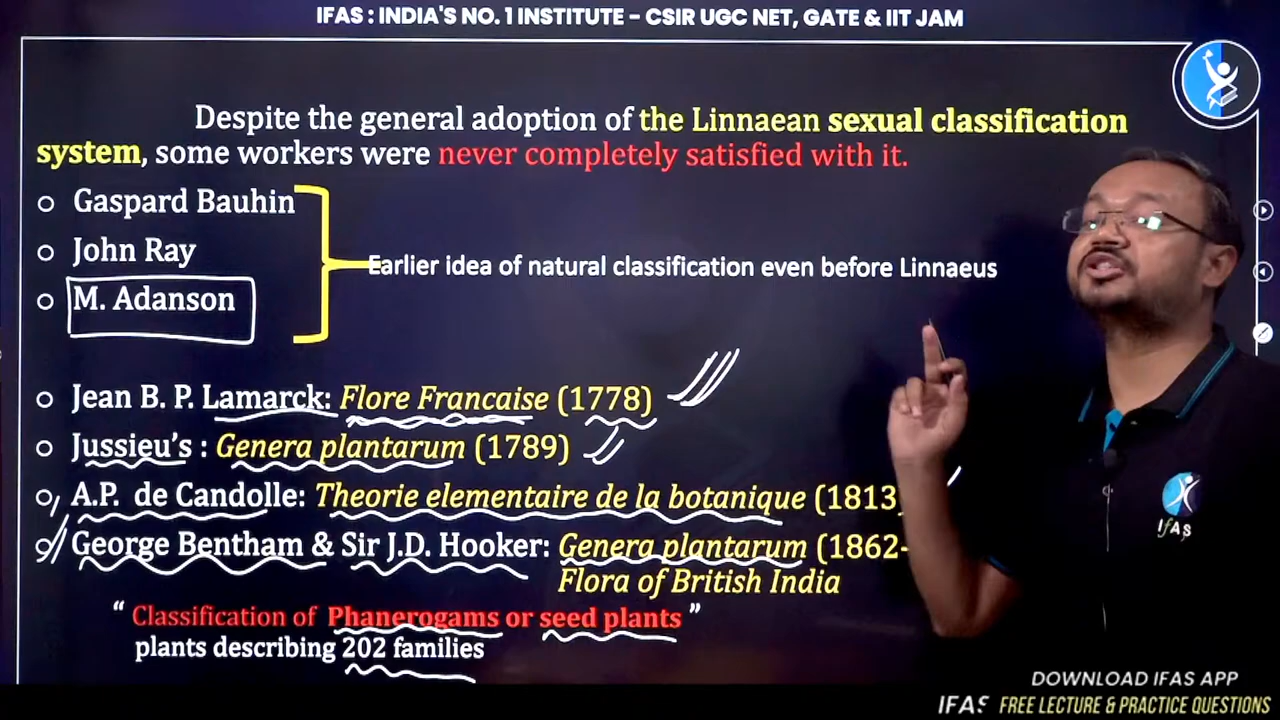 IFAS : INDIA'S NO. 1 INSTITUTE – CSIR UGC NET, GATE & IIT JAM
Despite the general adoption of the Linnaean sexual classification
system, some workers were never completely satisfied with it.
Gaspard Bauhin
John Ray
M. Adanson
Earlier idea of natural classification even before Linnaeus
Jean B. P. Lamarck: Flore Francaise (1778)
Jussieu's : Genera plantarum (1789)
A.P. de Candolle: Theorie elementaire de la botanique (1813)
George Bentham & Sir J.D. Hooker: Genera plantarum (1862-
Flora of British India
“ Classification of Phanerogams or seed plants ”
plants describing 202 families
IFAS
DOWNLOAD IFAS APP
IFAS FREE LECTURE & PRACTICE QUESTIONS